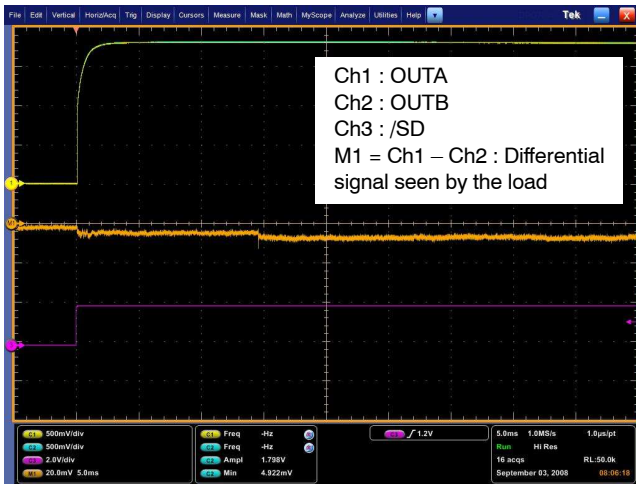 File Edit Vertical Horiz/Acq Trig Display Cursors Measure Mask Math MyScope Analyze Utilities Help Tek
Ch1 : OUTA
Ch2 : OUTB
Ch3 : /SD
M1 = Ch1 – Ch2 : Differential
signal seen by the load
1
M1
C1 500mV/div C1 Freq -Hz C3 1.2V 5.0ms 1.0MS/s 1.0µs/pt
C2 500mV/div C2 Freq -Hz Run Hi Res
C3 2.0V/div C2 Ampl 1.798V 16 acqs RL:50.0k
M1 20.0mV 5.0ms C2 Min 4.922mV September 03, 2008 08:06:18